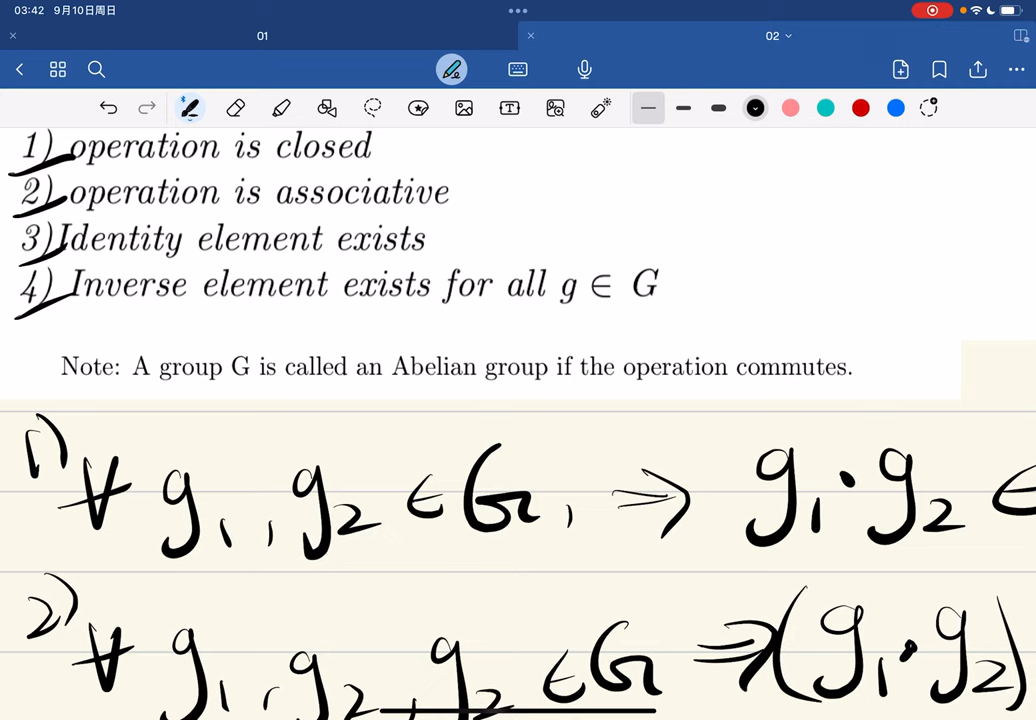 03:42 9月10日周日
01 02
1) operation is closed
2) operation is associative
3)Identity element exists
4) Inverse element exists for all g ∈ G
Note: A group G is called an Abelian group if the operation commutes.
1) ∀ g1, g2 ∈ G, ⇒ g1 · g2 ∈
2) ∀ g1, g2, g2 ∈ G ⇒ (g1 · g2)